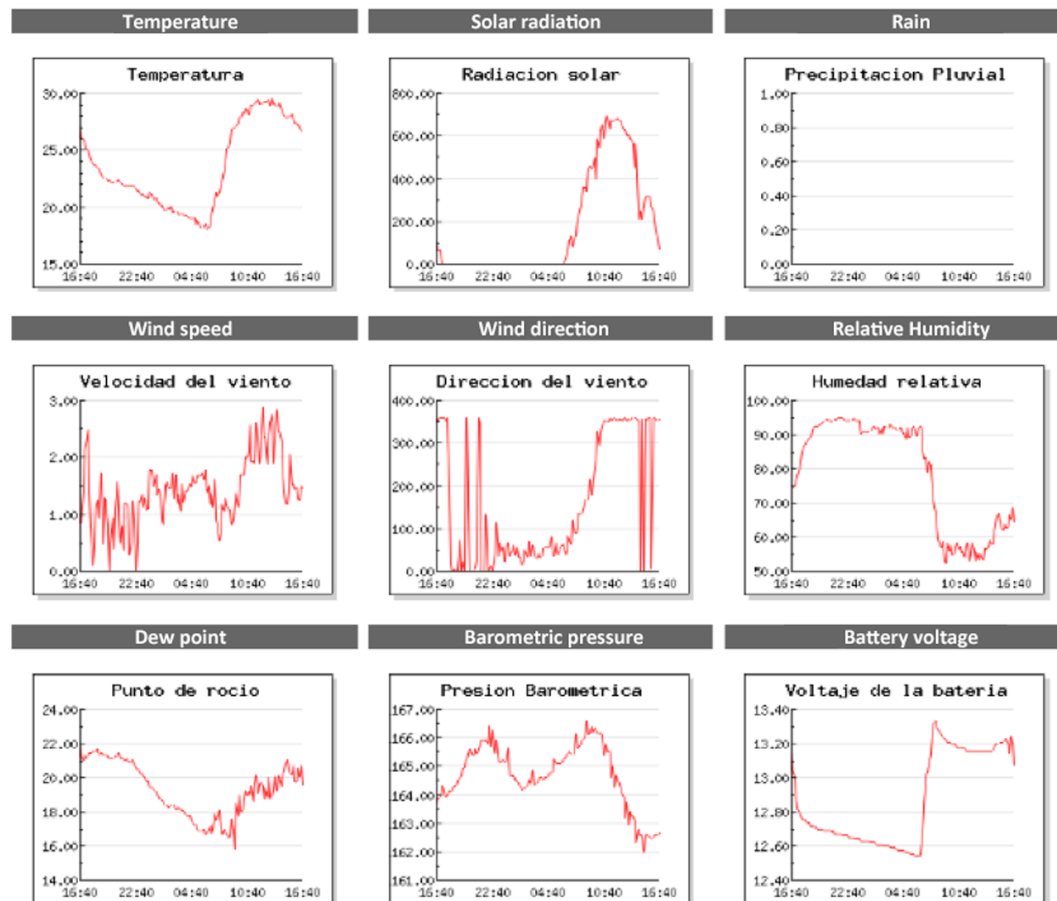 Temperature
Solar radiation
Rain
Temperatura
30.00
25.00
20.00
15.00
16:40 22:40 04:40 10:40 16:40
Radiacion solar
800.00
600.00
400.00
200.00
0.00
16:40 22:40 04:40 10:40 16:40
Precipitacion Pluvial
1.00
0.80
0.60
0.40
0.20
0.00
16:40 22:40 04:40 10:40 16:40
Wind speed
Wind direction
Relative Humidity
Velocidad del viento
3.00
2.00
1.00
0.00
16:40 22:40 04:40 10:40 16:40
Direccion del viento
400.00
300.00
200.00
100.00
0.00
16:40 22:40 04:40 10:40 16:40
Humedad relativa
100.00
90.00
80.00
70.00
60.00
50.00
16:40 22:40 04:40 10:40 16:40
Dew point
Barometric pressure
Battery voltage
Punto de rocio
24.00
22.00
20.00
18.00
16.00
14.00
16:40 22:40 04:40 10:40 16:40
Presion Barometrica
167.00
166.00
165.00
164.00
163.00
162.00
161.00
16:40 22:40 04:40 10:40 16:40
Voltaje de la bateria
13.40
13.20
13.00
12.80
12.60
12.40
16:40 22:40 04:40 10:40 16:40